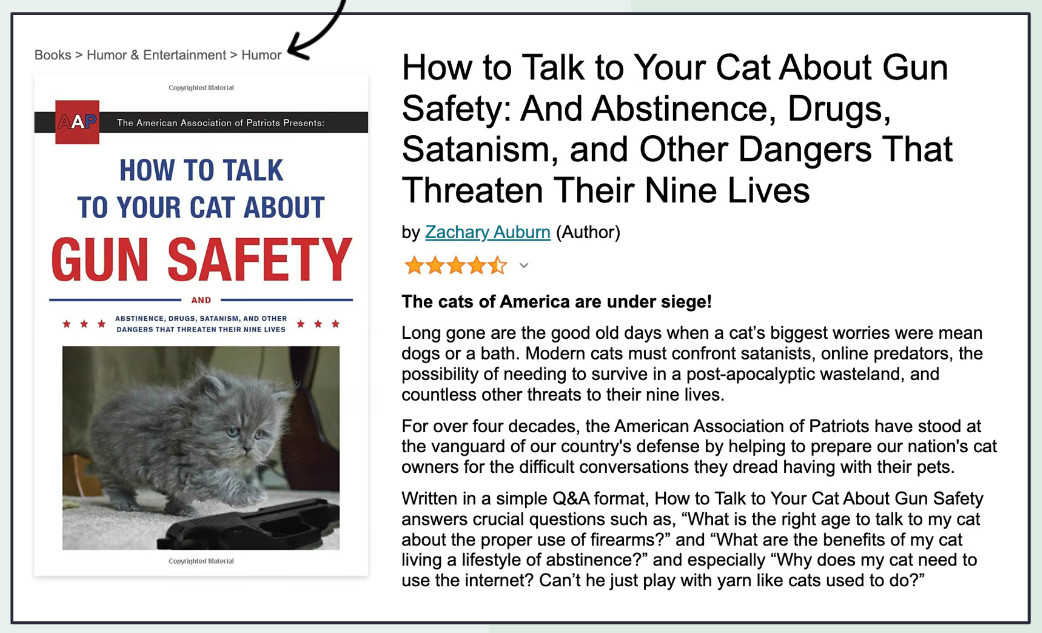 Books > Humor & Entertainment > Humor
Copyrighted Material
AAP
The American Association of Patriots Presents:
HOW TO TALK
TO YOUR CAT ABOUT
GUN SAFETY
AND
ABSTINENCE, DRUGS, SATANISM, AND OTHER
DANGERS THAT THREATEN THEIR NINE LIVES
Copyrighted Material
How to Talk to Your Cat About Gun
Safety: And Abstinence, Drugs,
Satanism, and Other Dangers That
Threaten Their Nine Lives
by Zachary Auburn (Author)
The cats of America are under siege!
Long gone are the good old days when a cat’s biggest worries were mean
dogs or a bath. Modern cats must confront satanists, online predators, the
possibility of needing to survive in a post-apocalyptic wasteland, and
countless other threats to their nine lives.
For over four decades, the American Association of Patriots have stood at
the vanguard of our country's defense by helping to prepare our nation's cat
owners for the difficult conversations they dread having with their pets.
Written in a simple Q&A format, How to Talk to Your Cat About Gun Safety
answers crucial questions such as, “What is the right age to talk to my cat
about the proper use of firearms?” and “What are the benefits of my cat
living a lifestyle of abstinence?” and especially “Why does my cat need to
use the internet? Can’t he just play with yarn like cats used to do?”